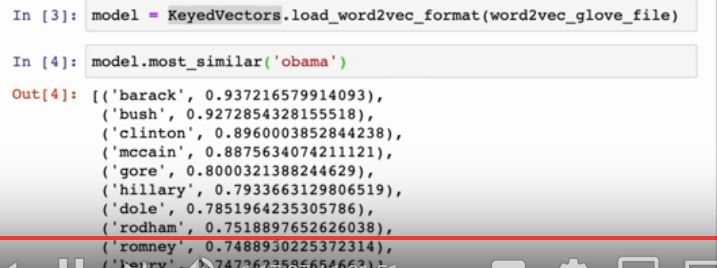 In [3]: model = KeyedVectors.load_word2vec_format(word2vec_glove_file)
In [4]: model.most_similar('obama')
Out[4]: [('barack', 0.937216579914093),
('bush', 0.9272854328155518),
('clinton', 0.8960003852844238),
('mccain', 0.8875634074211121),
('gore', 0.8000321388244629),
('hillary', 0.7933663129806519),
('dole', 0.7851964235305786),
('rodham', 0.7518897652626038),
('romney', 0.7488930225372314),